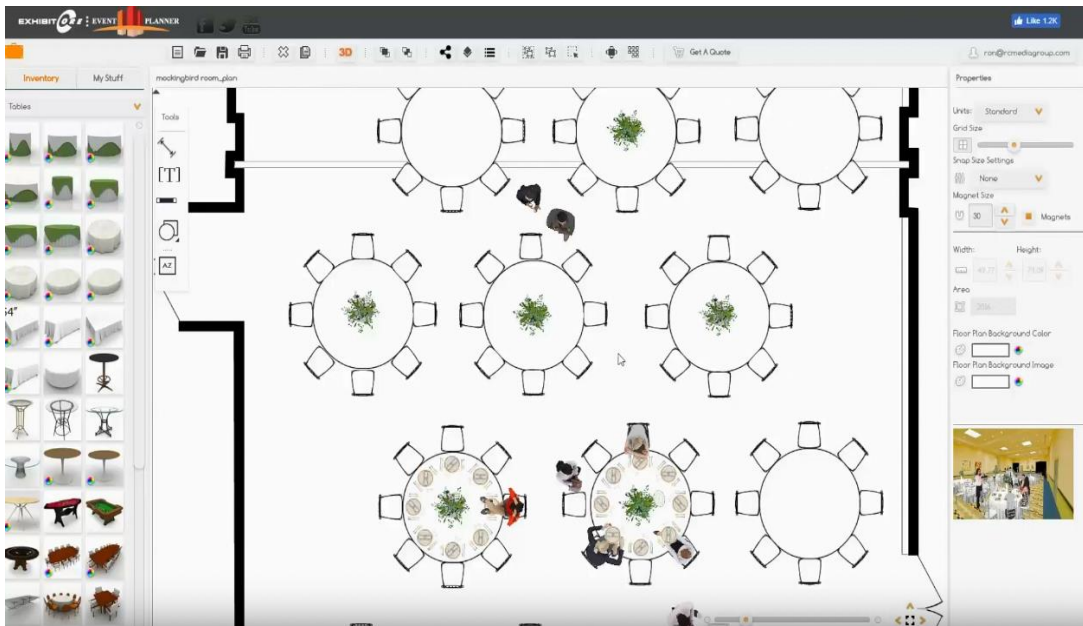 EXHIBIT CORE EVENT PLANNER
Like 1.2K
3D
Get A Quote
ron@rcmediagroup.com
Inventory
My Stuff
mockingbird room_plan
Properties
Tables
Tools
[T]
AZ
54"
Units: Standard
Grid Size
Snap Size Settings
None
Magnet Size
30
Magnets
Width: Height:
Area
Floor Plan Background Color
Floor Plan Background Image